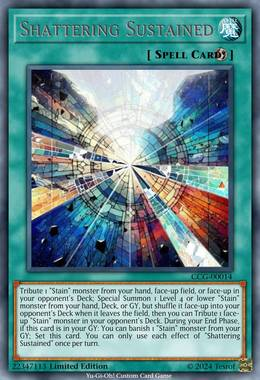 SHATTERING SUSTAINED
[ SPELL CARD ]
CCG-00014
Tribute 1 "Stain" monster from your hand, face-up field, or face-up in
your opponent's Deck; Special Summon 1 Level 4 or lower "Stain"
monster from your hand, Deck, or GY, but shuffle it face-up into your
opponent's Deck when it leaves the field, then you can Tribute 1 face-
up "Stain" monster in your opponent's Deck. During your End Phase,
if this card is in your GY: You can banish 1 "Stain" monster from your
GY; Set this card. You can only use each effect of "Shattering
Sustained" once per turn.
22347113 Limited Edition
© 2024 Tesrot
Yu-Gi-Oh! Custom Card Game